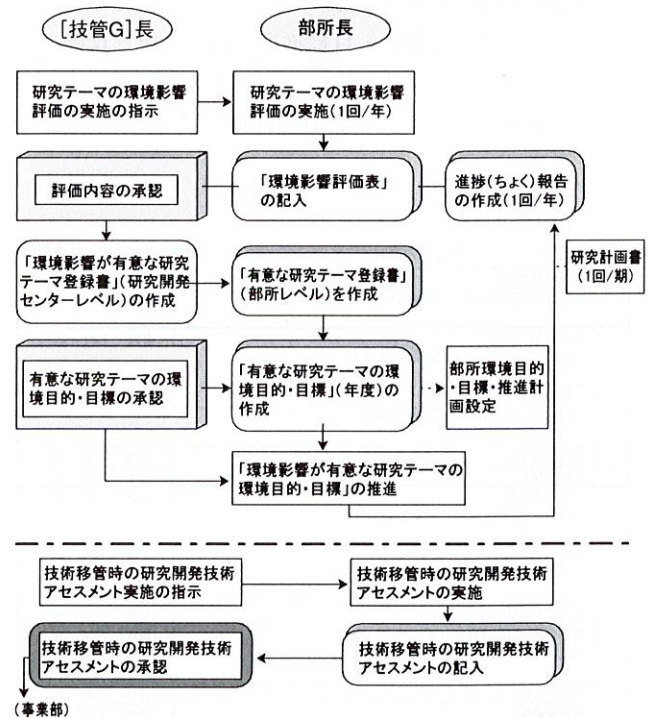 [技管G]長
部所長
研究テーマの環境影響
評価の実施の指示
研究テーマの環境影響
評価の実施(1回/年)
評価内容の承認
「環境影響評価表」
の記入
進捗(ちょく)報告
の作成(1回/年)
研究計画書
(1回/期)
「環境影響が有意な研究
テーマ登録書」(研究開発
センターレベル)の作成
「有意な研究テーマ登録書」
(部所レベル)を作成
有意な研究テーマの環
境目的・目標の承認
「有意な研究テーマの環
境目的・目標」(年度)の
作成
部所環境目的
・目標・推進計
画設定
「環境影響が有意な研究テーマの
環境目的・目標」の推進
技術移管時の研究開発技術
アセスメント実施の指示
技術移管時の研究開発技術
アセスメントの実施
技術移管時の研究開発技術
アセスメントの承認
技術移管時の研究開発技術
アセスメントの記入
(事業部)